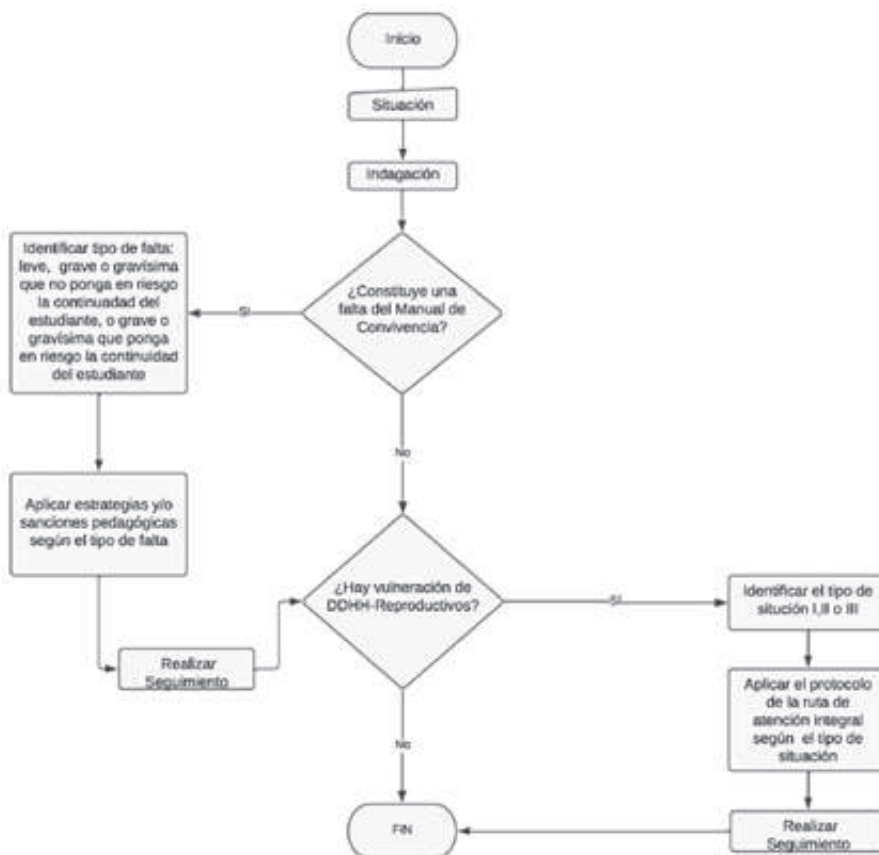 Inicio
Situación
Indagación
¿Constituye una
falta del Manual de
Convivencia?
SI
Identificar tipo de falta:
leve, grave o gravísima
que no ponga en riesgo
la continuadad del
estudiante, o grave o
gravísima que ponga
en riesgo la continuidad
del estudiante
Aplicar estrategias y/o
sanciones pedagógicas
según el tipo de falta
Realizar
Seguimiento
No
¿Hay vulneración de
DDHH-Reproductivos?
SI
Identificar el tipo de
situción I,II o III
Aplicar el protocolo
de la ruta de
atención integral
según el tipo de
situación
Realizar
Seguimiento
No
FIN